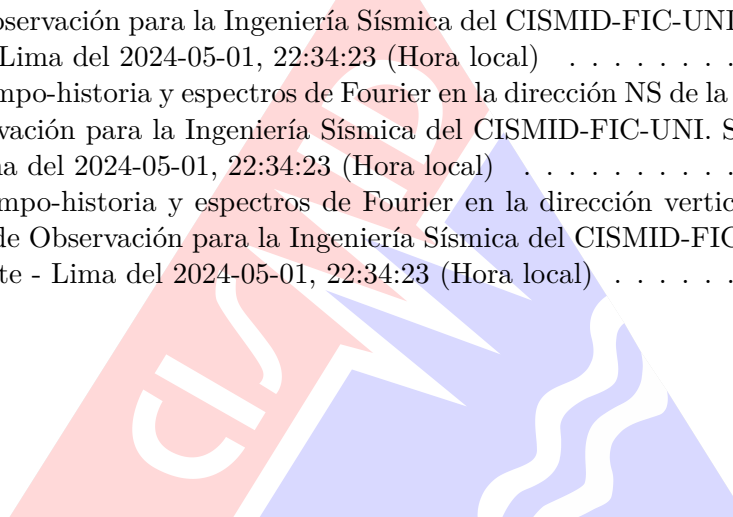 bservación para la Ingeniería Sísmica del CISMID-FIC-UNI
Lima del 2024-05-01, 22:34:23 (Hora local) . . . . . . . .
mpo-historia y espectros de Fourier en la dirección NS de la
vación para la Ingeniería Sísmica del CISMID-FIC-UNI. S
a del 2024-05-01, 22:34:23 (Hora local) . . . . . . . . . .
mpo-historia y espectros de Fourier en la dirección vertic
de Observación para la Ingeniería Sísmica del CISMID-FIC
te - Lima del 2024-05-01, 22:34:23 (Hora local) . . . . . .
CISMID